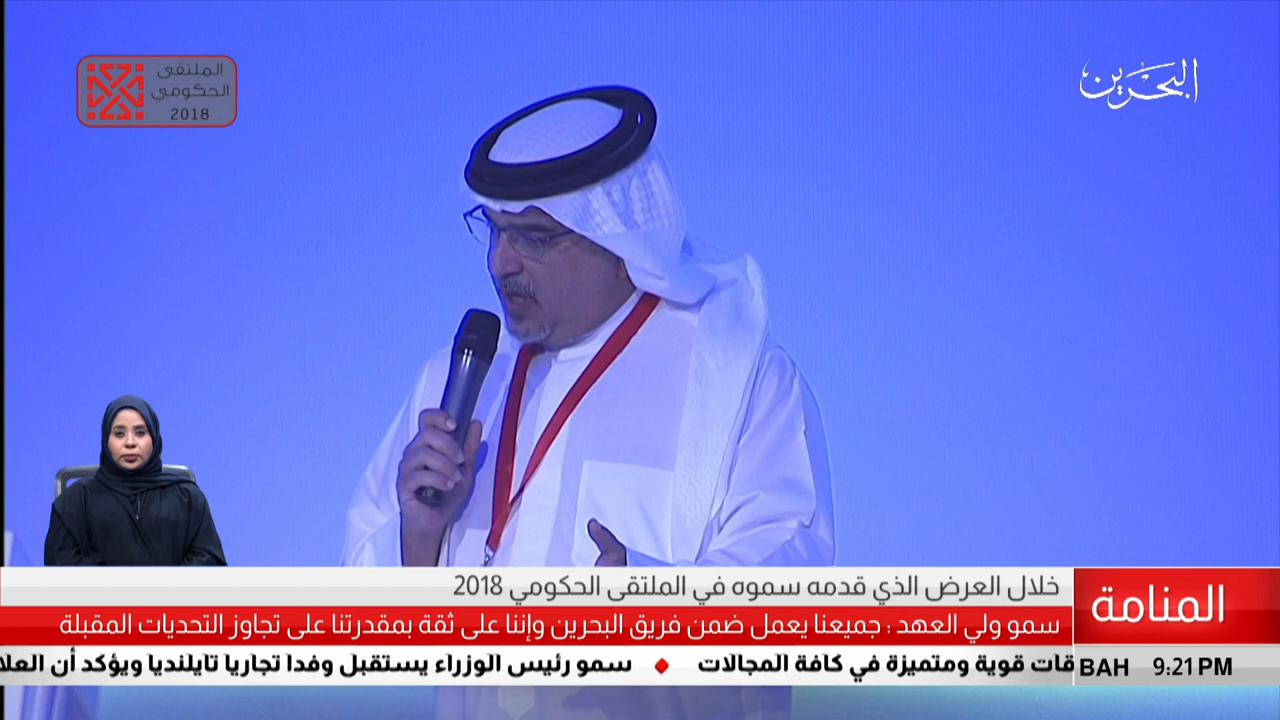 الملتقى
الحكومي
2018
البحرين
خلال العرض الذي قدمه سموه في الملتقى الحكومي 2018
المنامة
سمو ولي العهد : جميعنا يعمل ضمن فريق البحرين وإننا على ثقة بمقدرتنا على تجاوز التحديات المقبلة
قات قوية ومتميزة في كافة المجالات ♦ سمو رئيس الوزراء يستقبل وفدا تجاريا تايلنديا ويؤكد أن العلا
BAH 9:21 PM